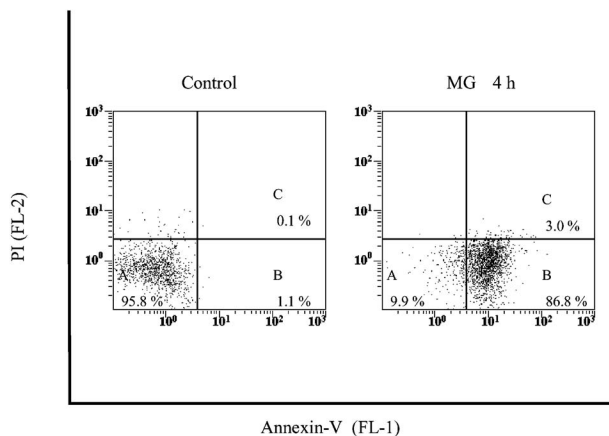 Control
MG 4 h
10³
10²
10¹
10⁰
C
0.1 %
A
B
95.8 %
1.1 %
10⁰ 10¹ 10² 10³
10³
10²
10¹
10⁰
C
3.0 %
A
B
9.9 %
86.8 %
10⁰ 10¹ 10² 10³
PI (FL-2)
Annexin-V (FL-1)